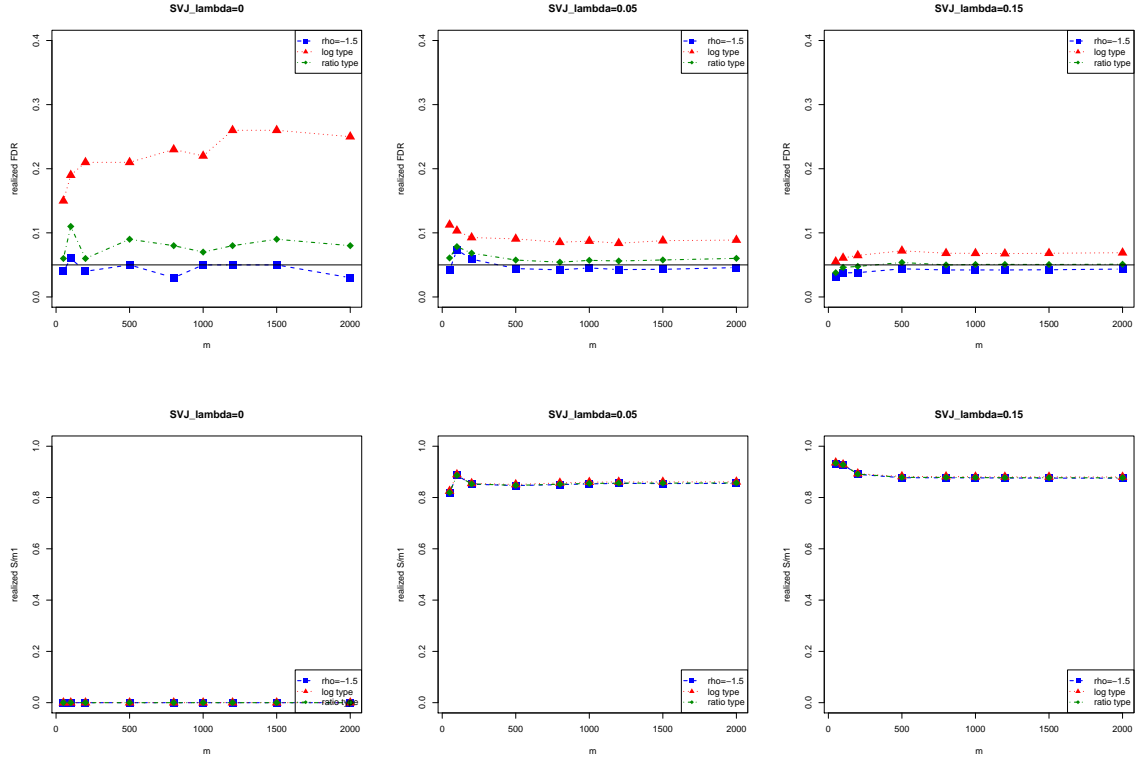 SVJ_lambda=0
realized FDR
0.0 0.1 0.2 0.3 0.4
0 500 1000 1500 2000
m
rho=−1.5
log type
ratio type
SVJ_lambda=0.05
realized FDR
0.0 0.1 0.2 0.3 0.4
0 500 1000 1500 2000
m
rho=−1.5
log type
ratio type
SVJ_lambda=0.15
realized FDR
0.0 0.1 0.2 0.3 0.4
0 500 1000 1500 2000
m
rho=−1.5
log type
ratio type
SVJ_lambda=0
realized S/m1
0.0 0.2 0.4 0.6 0.8 1.0
0 500 1000 1500 2000
m
rho=−1.5
log type
ratio type
SVJ_lambda=0.05
realized S/m1
0.0 0.2 0.4 0.6 0.8 1.0
0 500 1000 1500 2000
m
rho=−1.5
log type
ratio type
SVJ_lambda=0.15
realized S/m1
0.0 0.2 0.4 0.6 0.8 1.0
0 500 1000 1500 2000
m
rho=−1.5
log type
ratio type